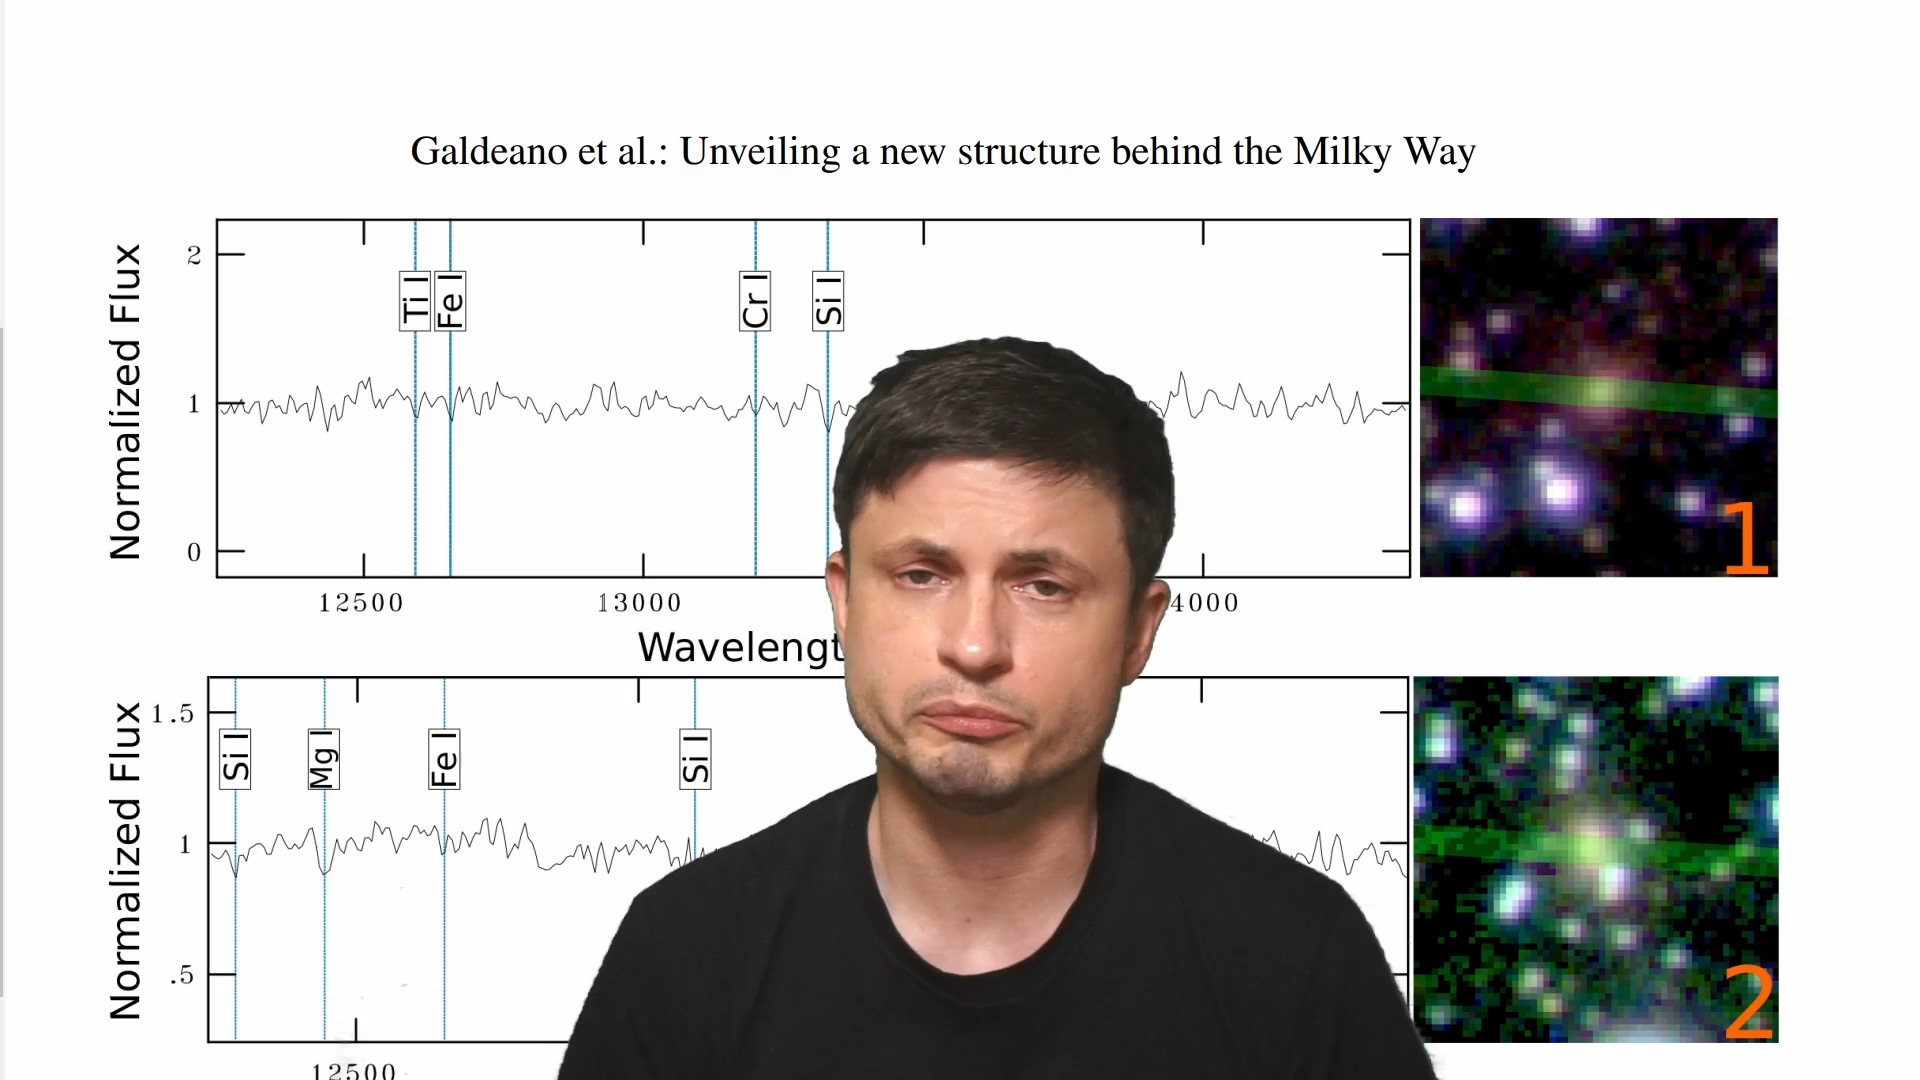 Galdeano et al.: Unveiling a new structure behind the Milky Way
Normalized Flux
2
1
0
Ti I
Fe I
Cr I
Si I
12500
13000
4000
Wavelengt
1
Normalized Flux
1.5
1
.5
Si I
Mg I
Fe I
Si I
12500
2